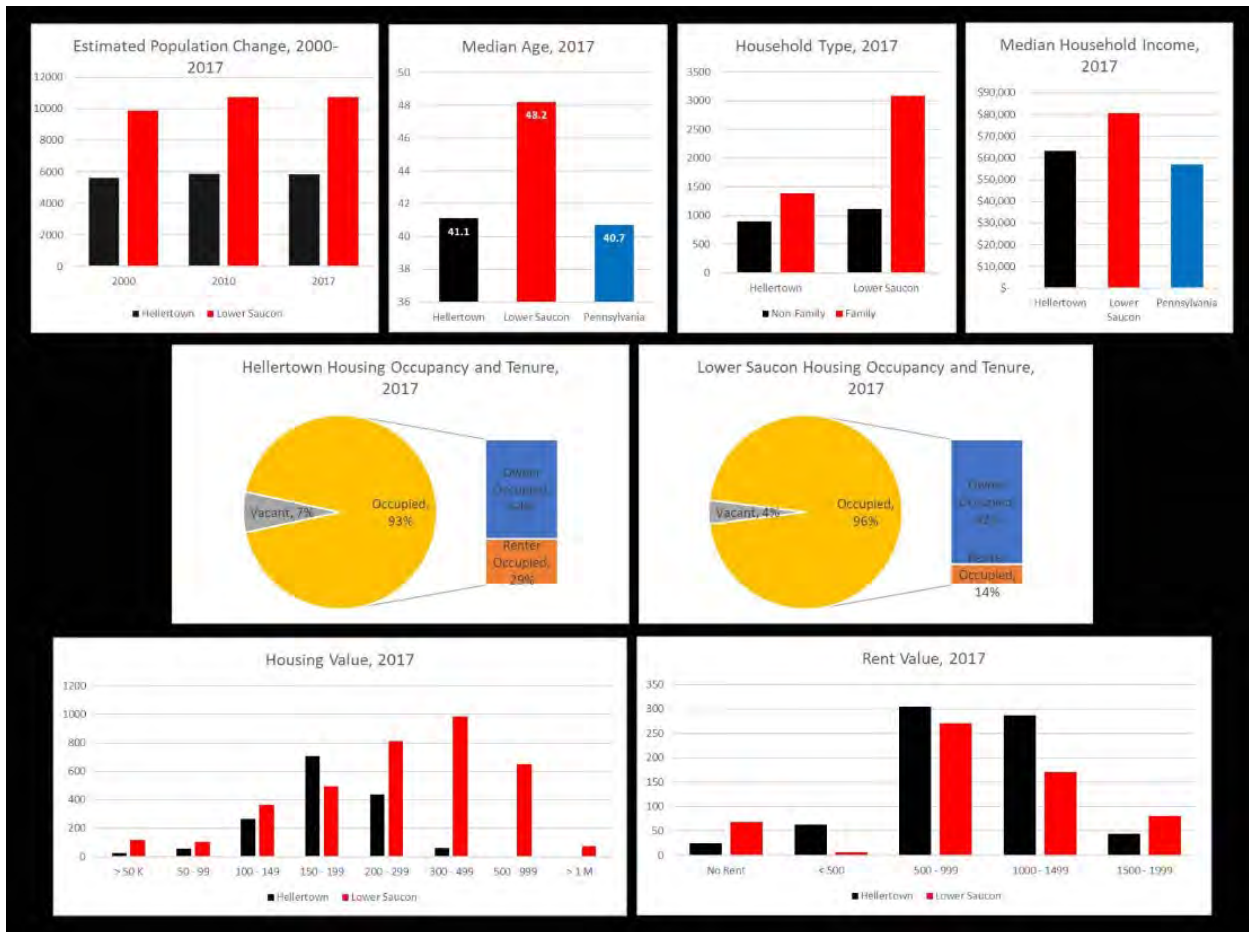 Estimated Population Change, 2000-
2017
12000
10000
8000
6000
4000
2000
0
2000 2010 2017
Hellertown Lower Saucon
Median Age, 2017
50
48
46
44
42
40
38
36
48.2
41.1
40.7
Hellertown Lower Saucon Pennsylvania
Household Type, 2017
3500
3000
2500
2000
1500
1000
500
0
Hellertown Lower Saucon
Non-Family Family
Median Household Income,
2017
$90,000
$80,000
$70,000
$60,000
$50,000
$40,000
$30,000
$20,000
$10,000
$-
Hellertown Lower Pennsylvania
Saucon
Hellertown Housing Occupancy and Tenure,
2017
Vacant, 7%
Occupied,
93%
Owner
Occupied,
Renter
Occupied,
29%
Lower Saucon Housing Occupancy and Tenure,
2017
Vacant, 4%
Occupied,
96%
Owner
Occupied,
Renter
Occupied,
14%
Housing Value, 2017
1200
1000
800
600
400
200
0
> 50 K 50 - 99 100 - 149 150 - 199 200 - 299 300 - 499 500 - 999 > 1 M
Hellertown Lower Saucon
Rent Value, 2017
350
300
250
200
150
100
50
0
No Rent < 500 500 - 999 1000 - 1499 1500 - 1999
Hellertown Lower Saucon